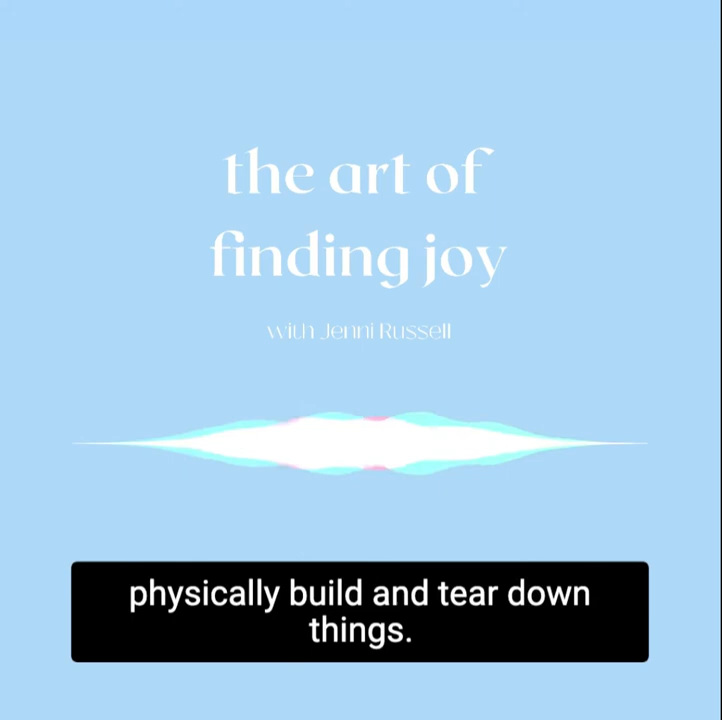 the art of
finding joy
with Jenni Russell
physically build and tear down
things.